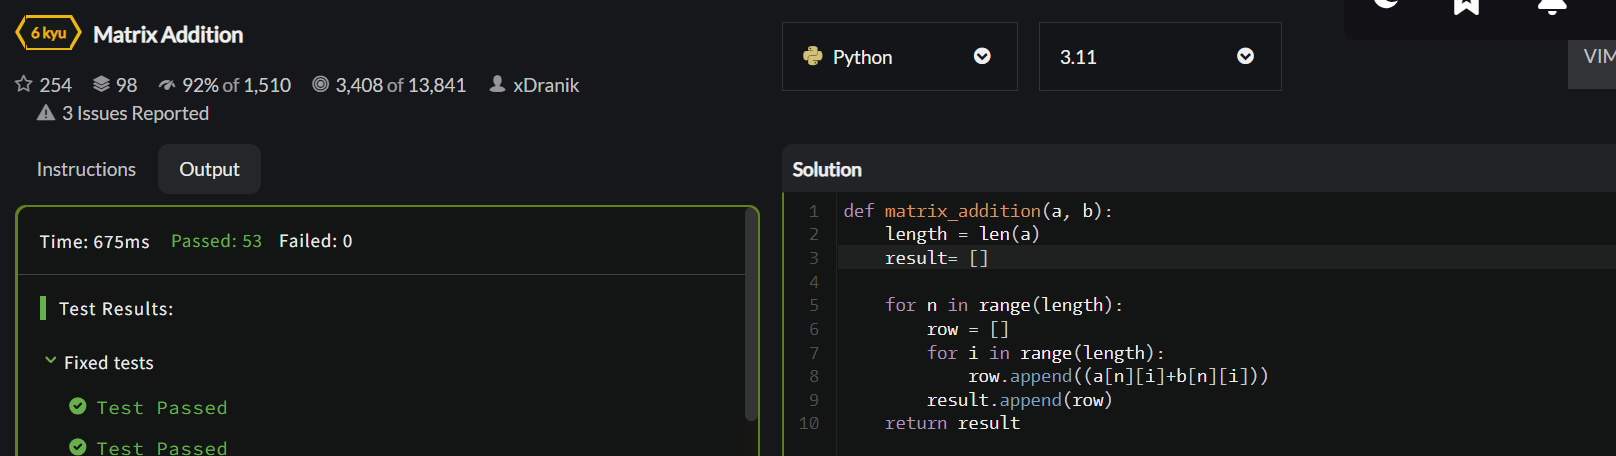 6 kyu Matrix Addition
254 98 92% of 1,510 3,408 of 13,841 xDranik
3 Issues Reported
Instructions Output
Time: 675ms Passed: 53 Failed: 0
Test Results:
Fixed tests
Test Passed
Test Passed
Python 3.11
VIM
Solution
1 def matrix_addition(a, b):
2     length = len(a)
3     result= []
4
5     for n in range(length):
6         row = []
7         for i in range(length):
8             row.append((a[n][i]+b[n][i]))
9         result.append(row)
10     return result